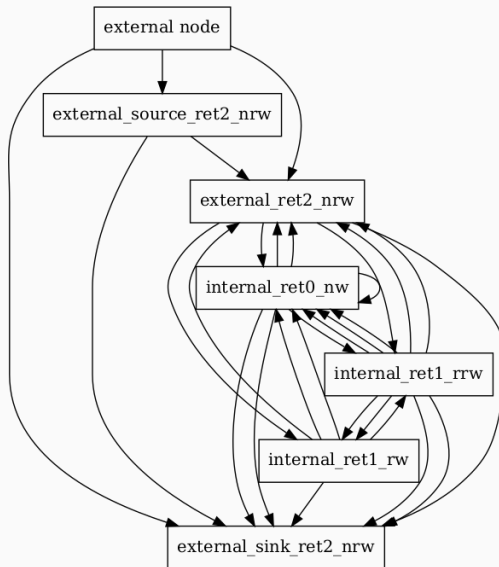 external node
external_source_ret2_nrw
external_ret2_nrw
internal_ret0_nw
internal_ret1_rrw
internal_ret1_rw
external_sink_ret2_nrw